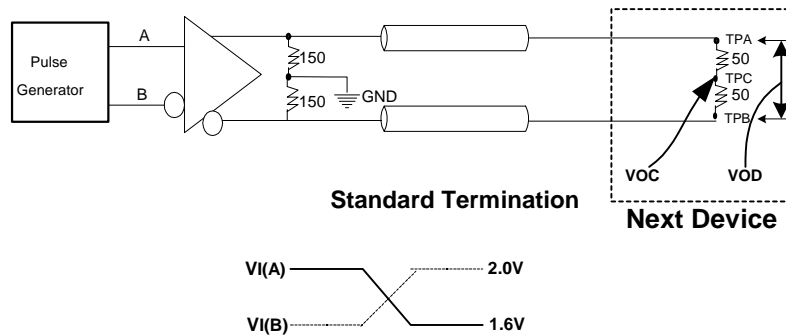 A
Pulse
Generator
B
150
150
GND
TPA
50
TPC
50
TPB
VOC
VOD
Standard Termination
Next Device
VI(A)
2.0V
VI(B)
1.6V